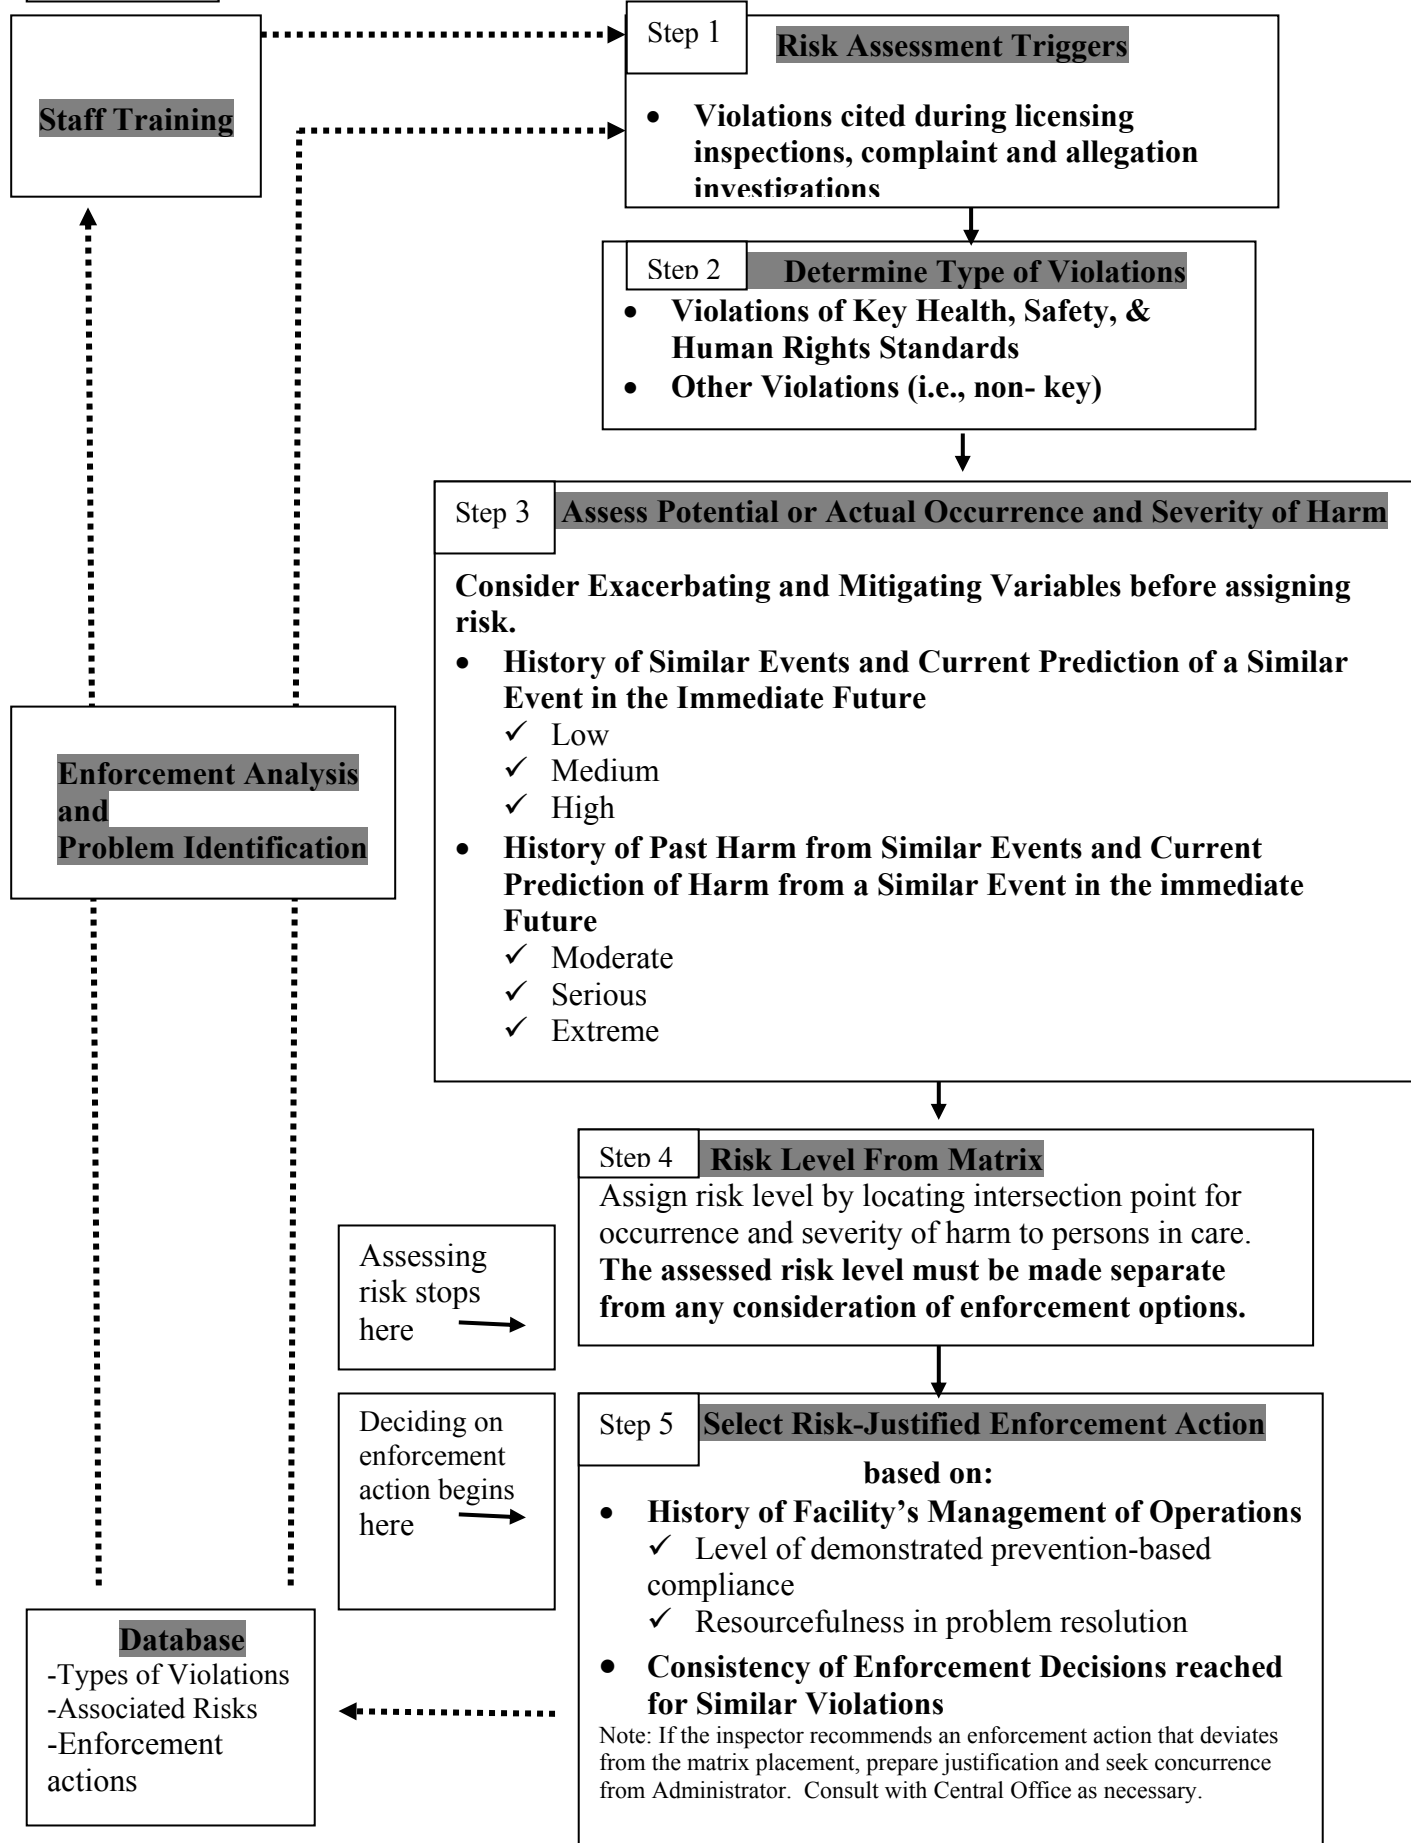 Staff Training
Step 1
Risk Assessment Triggers
• Violations cited during licensing
inspections, complaint and allegation
investigations
Step 2
Determine Type of Violations
• Violations of Key Health, Safety, &
Human Rights Standards
• Other Violations (i.e., non- key)
Step 3
Assess Potential or Actual Occurrence and Severity of Harm
Consider Exacerbating and Mitigating Variables before assigning
risk.
• History of Similar Events and Current Prediction of a Similar
Event in the Immediate Future
✓ Low
✓ Medium
✓ High
• History of Past Harm from Similar Events and Current
Prediction of Harm from a Similar Event in the immediate
Future
✓ Moderate
✓ Serious
✓ Extreme
Enforcement Analysis
and
Problem Identification
Step 4
Risk Level From Matrix
Assign risk level by locating intersection point for
occurrence and severity of harm to persons in care.
The assessed risk level must be made separate
from any consideration of enforcement options.
Assessing
risk stops
here
Deciding on
enforcement
action begins
here
Step 5
Select Risk-Justified Enforcement Action
based on:
• History of Facility’s Management of Operations
✓ Level of demonstrated prevention-based
compliance
✓ Resourcefulness in problem resolution
• Consistency of Enforcement Decisions reached
for Similar Violations
Note: If the inspector recommends an enforcement action that deviates
from the matrix placement, prepare justification and seek concurrence
from Administrator.  Consult with Central Office as necessary.
Database
-Types of Violations
-Associated Risks
-Enforcement
actions